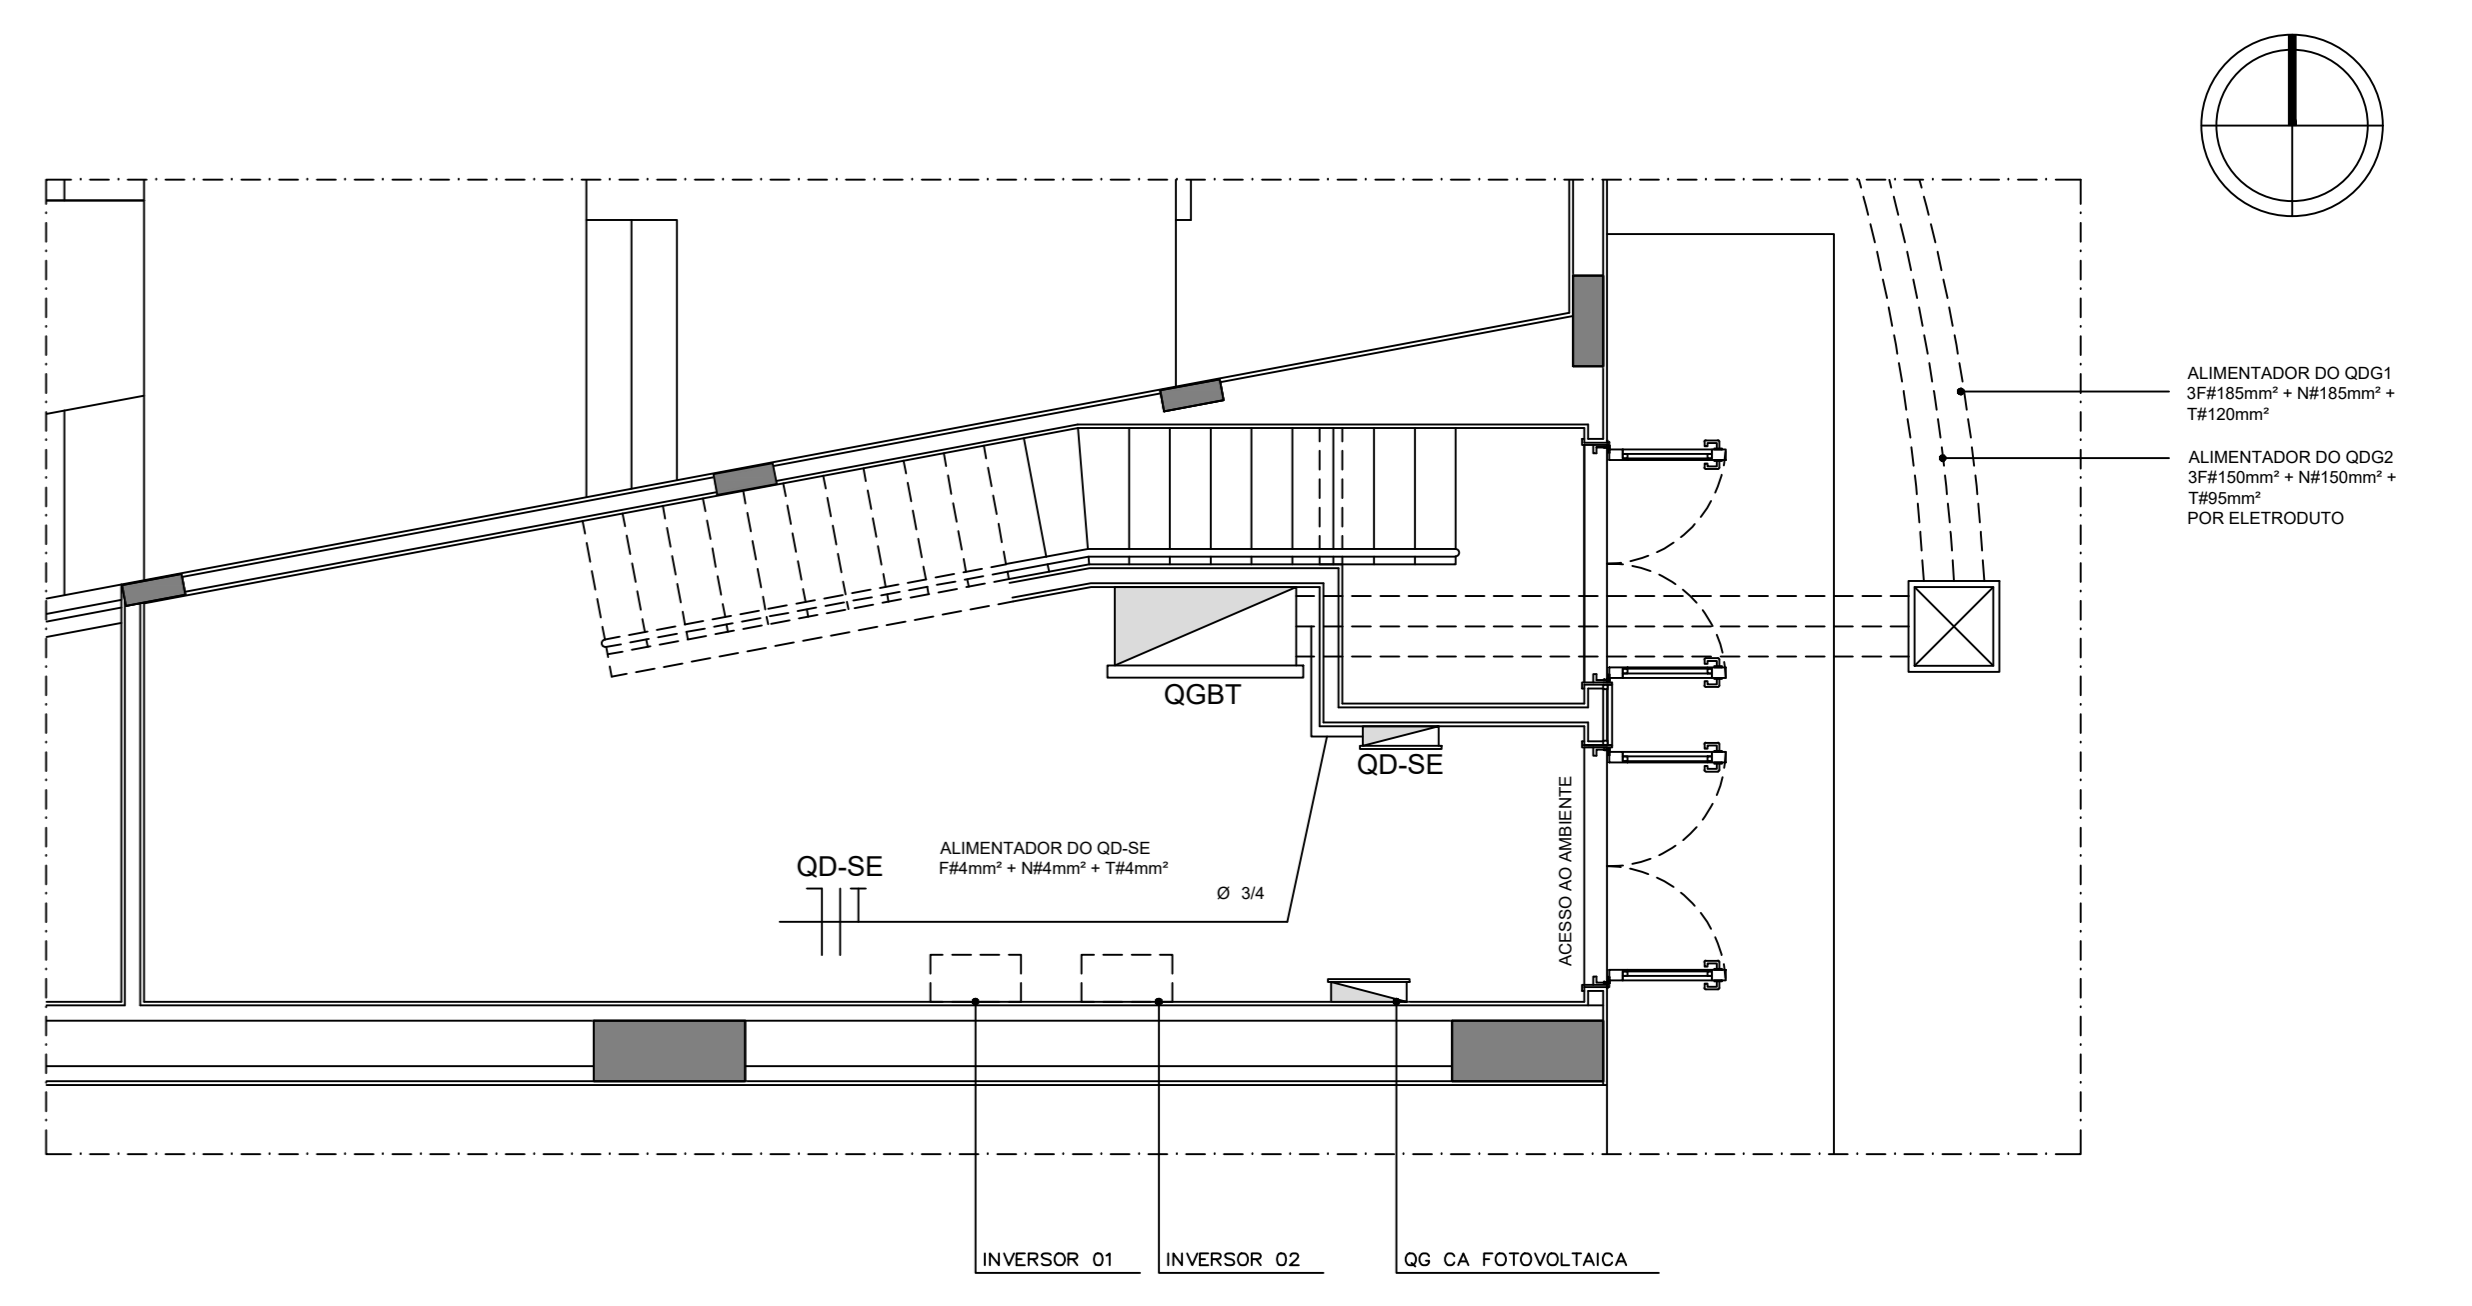 ALIMENTADOR DO QDG1
3F#185mm² + N#185mm² +
T#120mm²
ALIMENTADOR DO QDG2
3F#150mm² + N#150mm² +
T#95mm²
POR ELETRODUTO
QGBT
QD-SE
ACESSO AO AMBIENTE
QD-SE
ALIMENTADOR DO QD-SE
F#4mm² + N#4mm² + T#4mm²
Ø 3/4
INVERSOR 01
INVERSOR 02
QG CA FOTOVOLTAICA